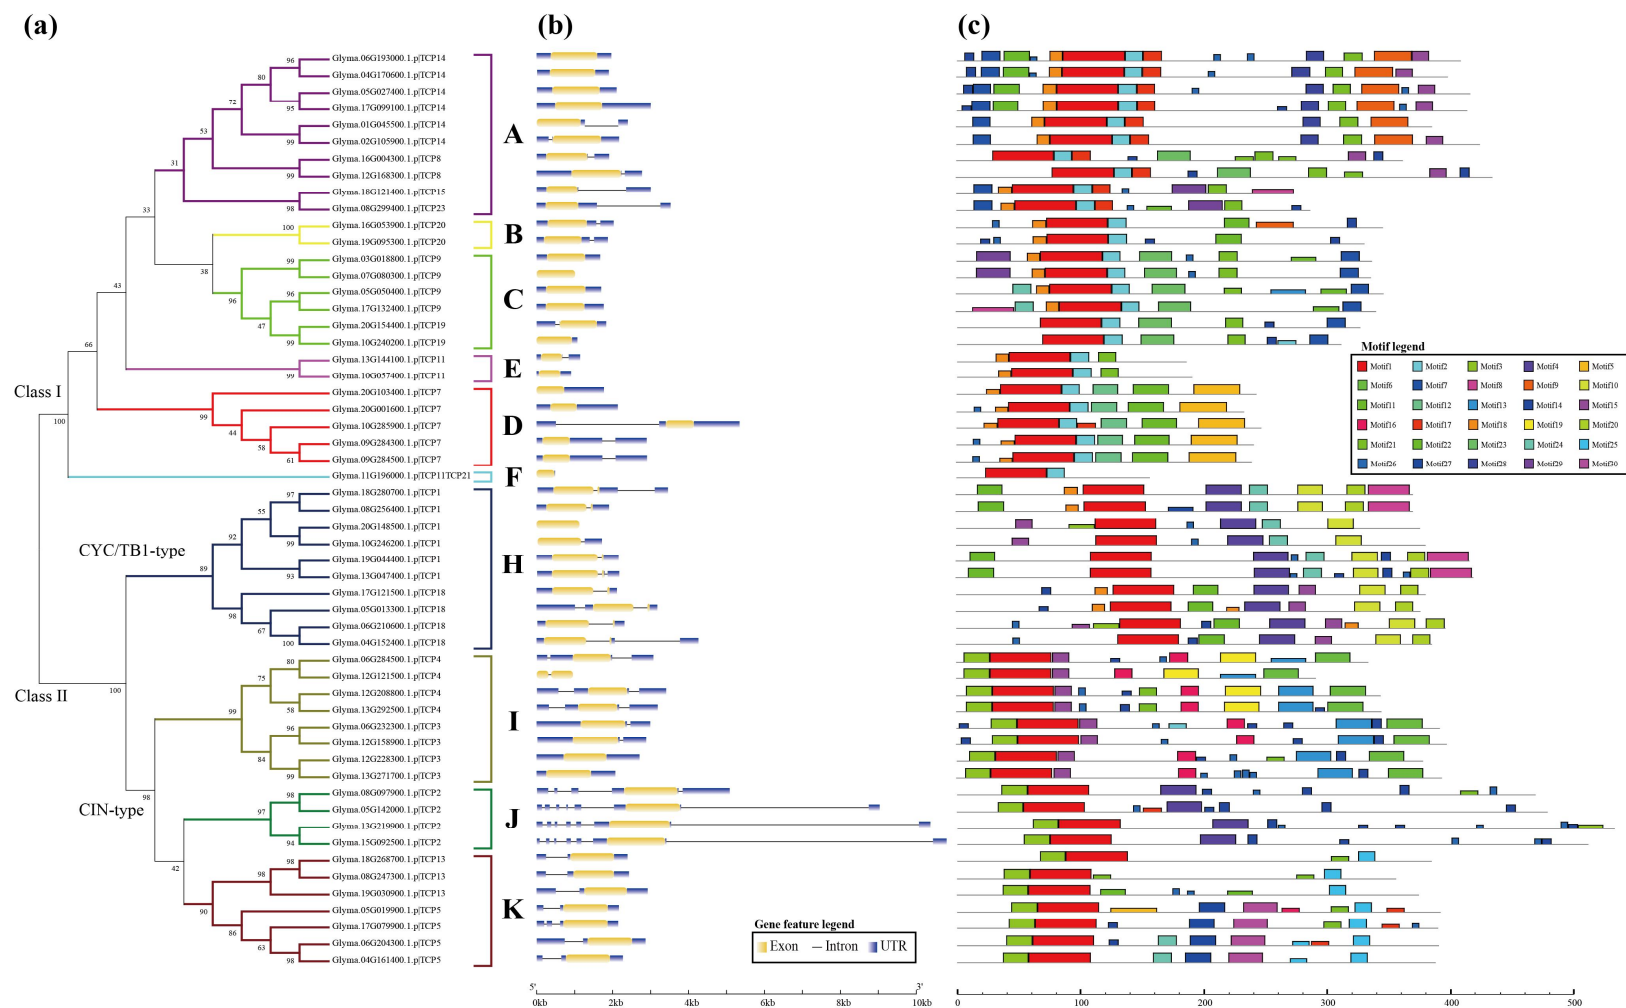 (a)
(b)
(c)
Glyma.06G193000.1.p|TCP14
Glyma.04G170600.1.p|TCP14
Glyma.05G027400.1.p|TCP14
Glyma.17G099100.1.p|TCP14
Glyma.01G045500.1.p|TCP14
Glyma.02G105900.1.p|TCP14
Glyma.16G004300.1.p|TCP8
Glyma.12G168300.1.p|TCP8
Glyma.18G121400.1.p|TCP15
Glyma.08G299400.1.p|TCP23
Glyma.16G053900.1.p|TCP20
Glyma.19G095300.1.p|TCP20
Glyma.03G018800.1.p|TCP9
Glyma.07G080300.1.p|TCP9
Glyma.05G050400.1.p|TCP9
Glyma.17G132400.1.p|TCP9
Glyma.20G154400.1.p|TCP19
Glyma.10G240200.1.p|TCP19
Glyma.13G144100.1.p|TCP11
Glyma.10G057400.1.p|TCP11
Glyma.20G103400.1.p|TCP7
Glyma.20G001600.1.p|TCP7
Glyma.10G285900.1.p|TCP7
Glyma.09G284300.1.p|TCP7
Glyma.09G284500.1.p|TCP7
Glyma.11G196000.1.p|TCP11TCP21
Glyma.18G280700.1.p|TCP1
Glyma.08G256400.1.p|TCP1
Glyma.20G148500.1.p|TCP1
Glyma.10G246200.1.p|TCP1
Glyma.19G044400.1.p|TCP1
Glyma.13G047400.1.p|TCP1
Glyma.17G121500.1.p|TCP18
Glyma.05G013300.1.p|TCP18
Glyma.06G210600.1.p|TCP18
Glyma.04G152400.1.p|TCP18
Glyma.06G284500.1.p|TCP4
Glyma.12G121500.1.p|TCP4
Glyma.12G208800.1.p|TCP4
Glyma.13G292500.1.p|TCP4
Glyma.06G232300.1.p|TCP3
Glyma.12G158900.1.p|TCP3
Glyma.12G228300.1.p|TCP3
Glyma.13G271700.1.p|TCP3
Glyma.08G097900.1.p|TCP2
Glyma.05G142000.1.p|TCP2
Glyma.13G219900.1.p|TCP2
Glyma.15G092500.1.p|TCP2
Glyma.18G268700.1.p|TCP13
Glyma.08G247300.1.p|TCP13
Glyma.19G030900.1.p|TCP13
Glyma.05G019900.1.p|TCP5
Glyma.17G079900.1.p|TCP5
Glyma.06G204300.1.p|TCP5
Glyma.04G161400.1.p|TCP5
96
80
72
95
53
99
31
99
33
98
100
38
99
96
96
47
99
43
66
99
99
44
58
61
100
97
55
92
99
89
93
98
67
100
100
80
75
99
58
96
84
99
98
98
97
94
42
98
98
90
86
63
98
Class I
Class II
CYC/TB1-type
CIN-type
A
B
C
E
D
F
H
I
J
K
Gene feature legend
Exon Intron UTR
5' 3'
0kb 2kb 4kb 6kb 8kb 10kb
Motif legend
Motif1 Motif2 Motif3 Motif4 Motif5
Motif6 Motif7 Motif8 Motif9 Motif10
Motif11 Motif12 Motif13 Motif14 Motif15
Motif16 Motif17 Motif18 Motif19 Motif20
Motif21 Motif22 Motif23 Motif24 Motif25
Motif26 Motif27 Motif28 Motif29 Motif30
0 100 200 300 400 500